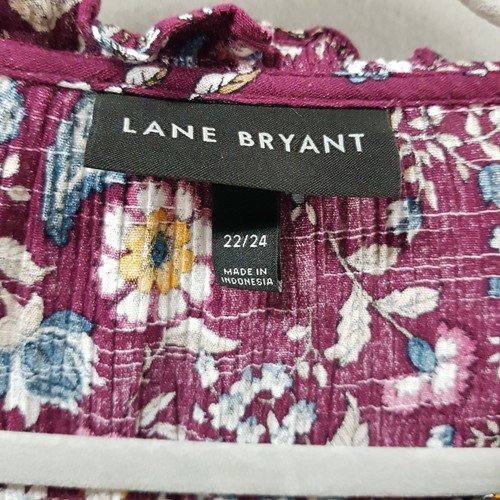 LANE BRYANT
22/24
MADE IN
INDONESIA